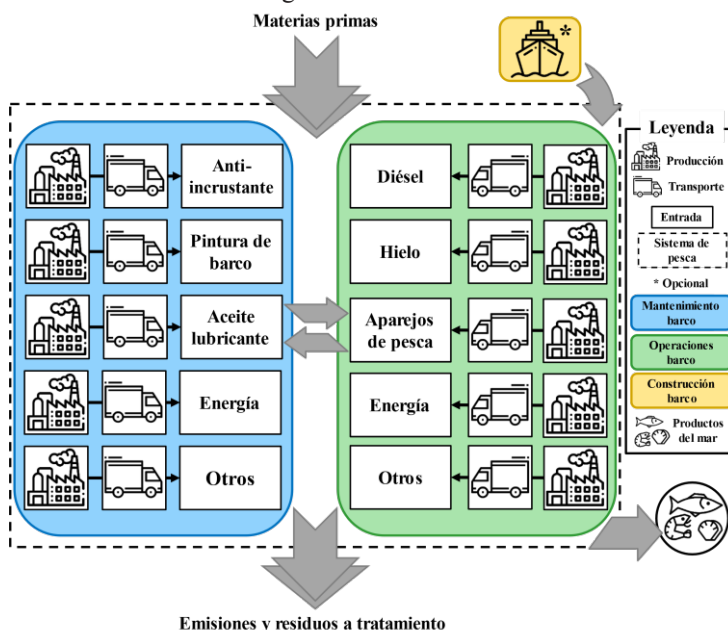 Materias primas
*
Anti-
incrustante
Pintura de
barco
Aceite
lubricante
Energía
Otros
Diésel
Hielo
Aparejos
de pesca
Energía
Otros
Leyenda
Producción
Transporte
Entrada
Sistema de
pesca
* Opcional
Mantenimiento
barco
Operaciones
barco
Construcción
barco
Productos
del mar
Emisiones y residuos a tratamiento